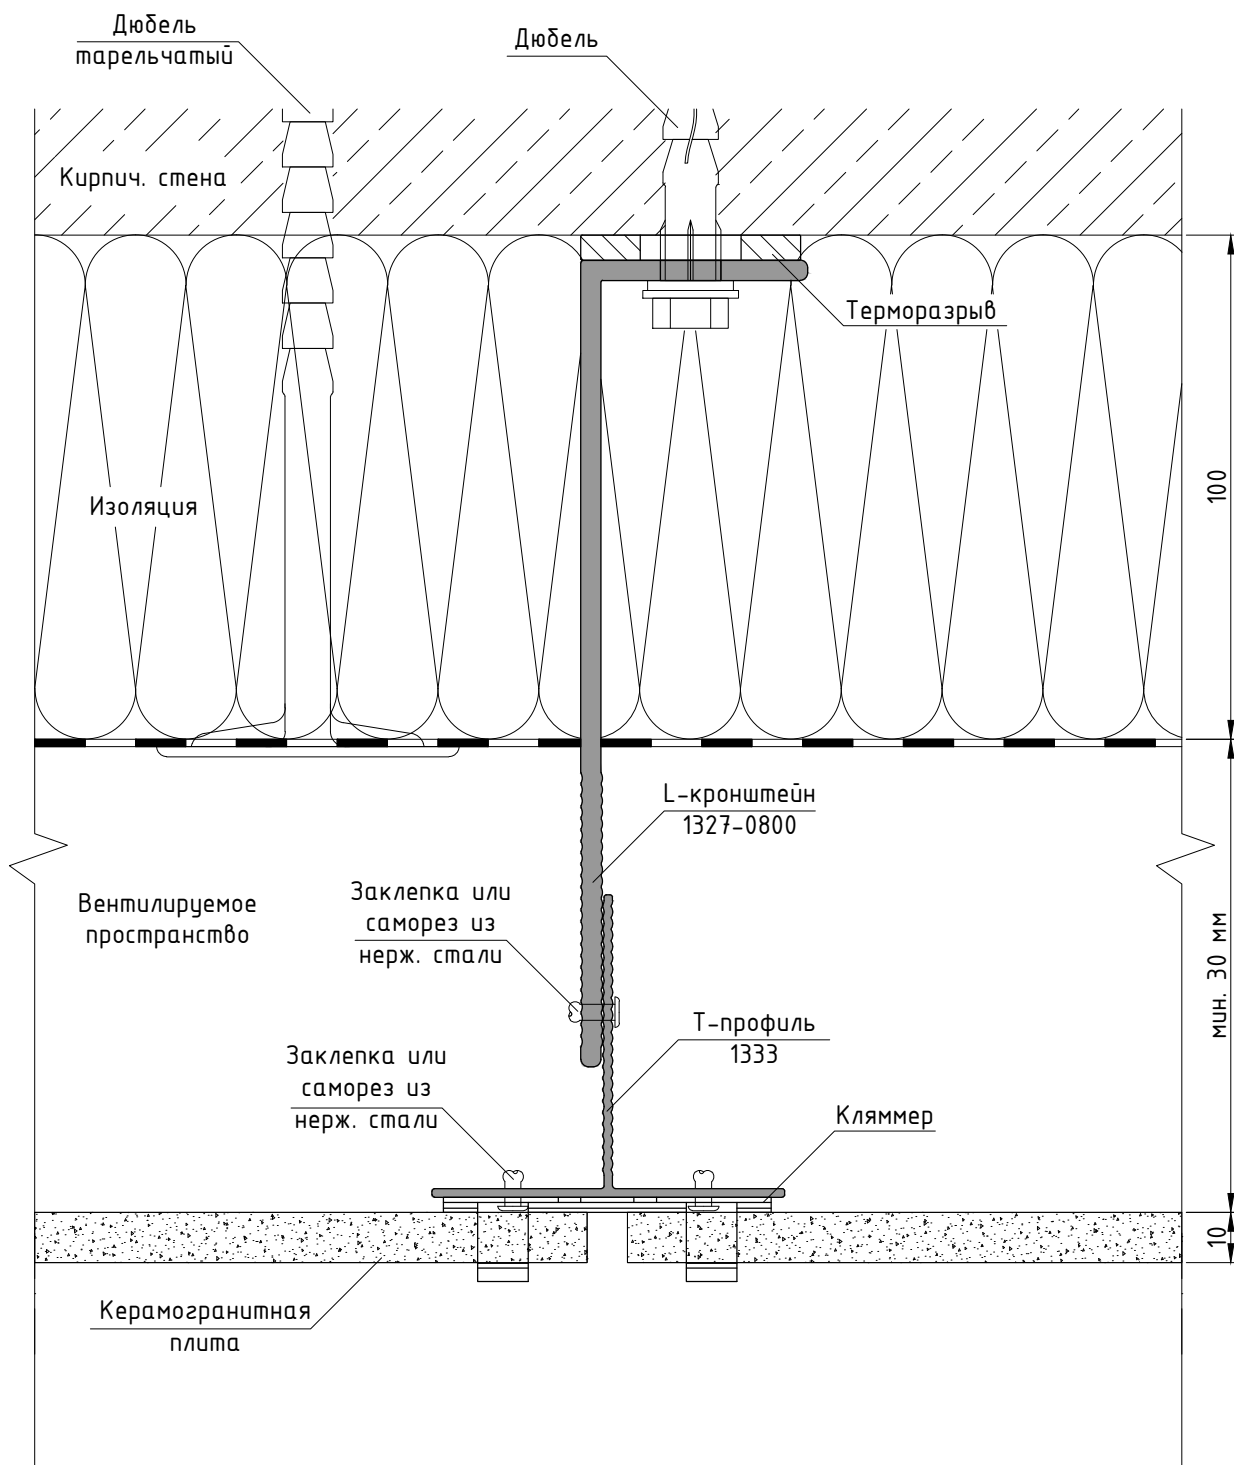 Дюбель
тарельчатый
Дюбель
Кирпич. стена
Терморазрыв
Изоляция
100
L-кронштейн
1327-0800
Заклепка или
саморез из
нерж. стали
Вентилируемое
пространство
мин. 30 мм
Т-профиль
1333
Заклепка или
саморез из
нерж. стали
Кляммер
10
Керамогранитная
плита